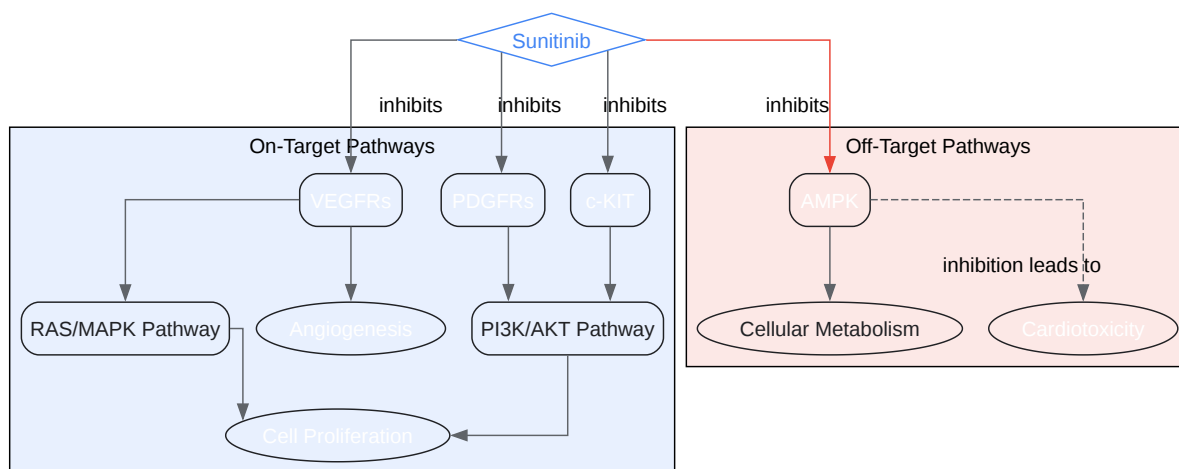 Sunitinib
inhibits
inhibits
inhibits
inhibits
On-Target Pathways
Off-Target Pathways
VEGFRs
PDGFRs
c-KIT
AMPK
inhibition leads to
RAS/MAPK Pathway
Angiogenesis
PI3K/AKT Pathway
Cellular Metabolism
Cardiotoxicity
Cell Proliferation